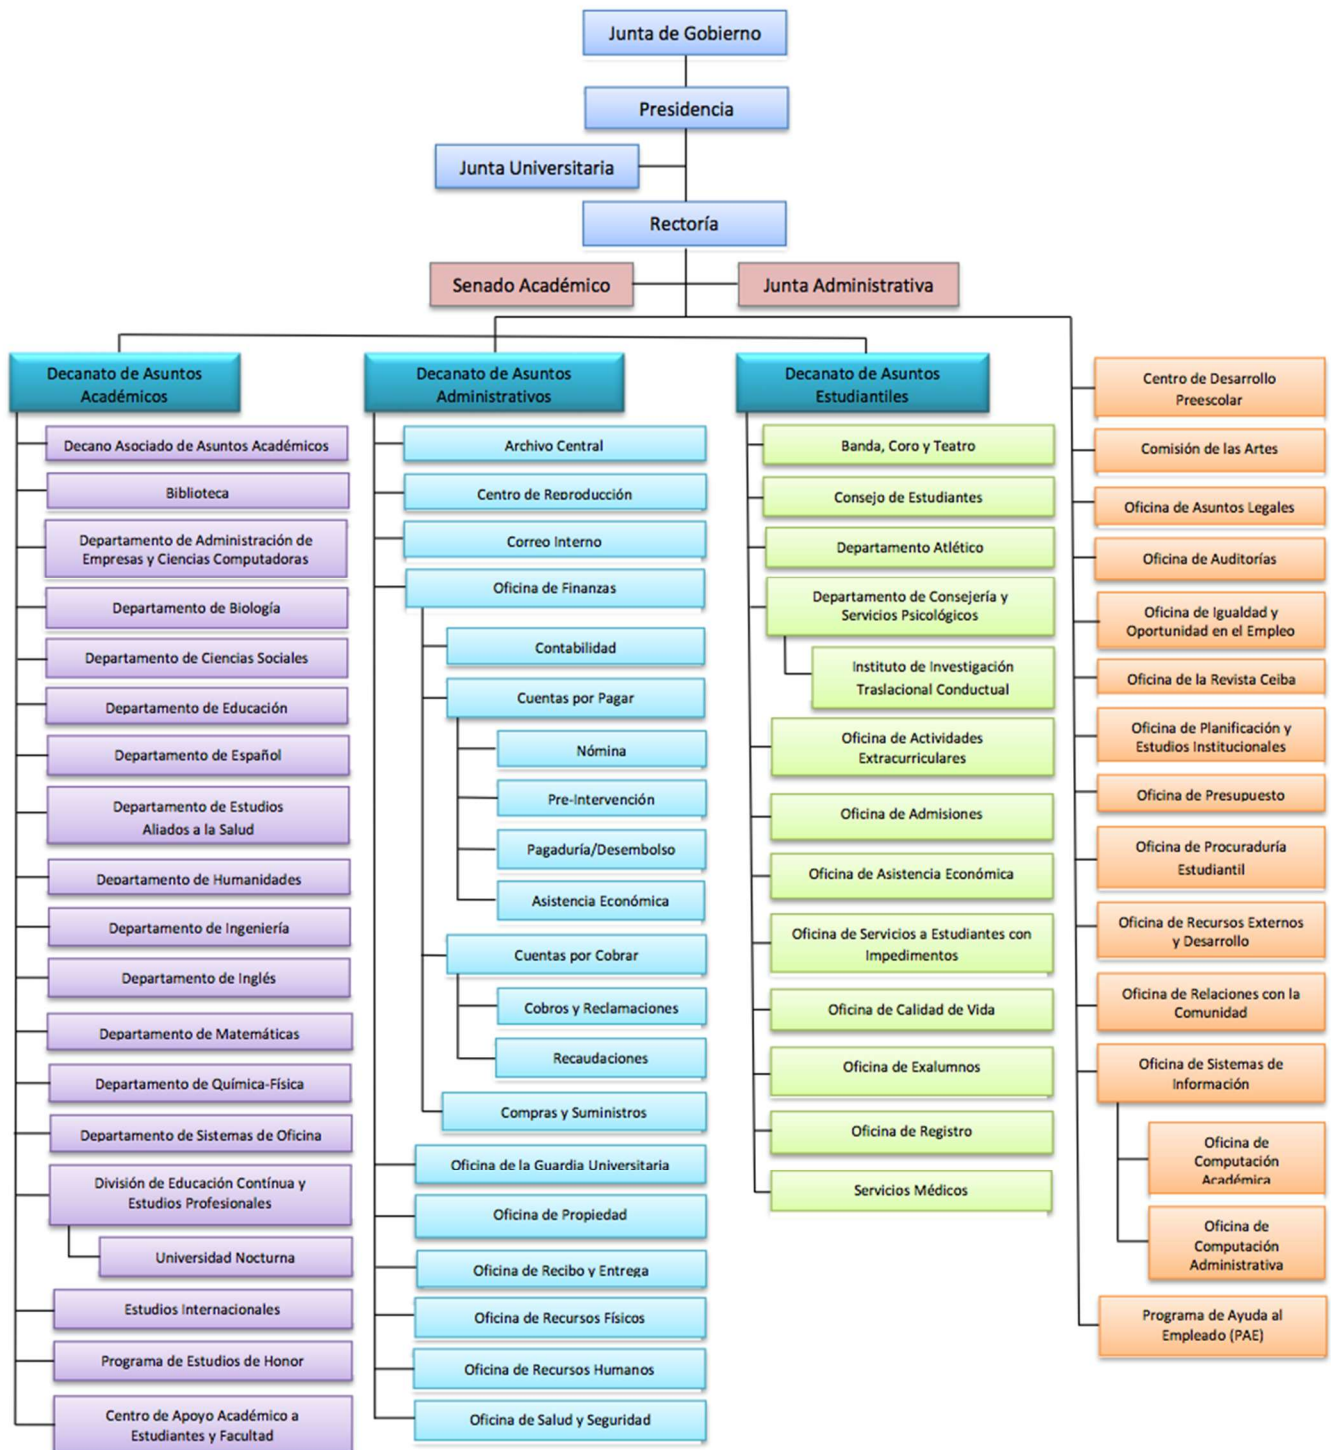 Junta de Gobierno
Presidencia
Junta Universitaria
Rectoría
Senado Académico
Junta Administrativa
Decanato de Asuntos
Académicos
Decano Asociado de Asuntos Académicos
Biblioteca
Departamento de Administración de
Empresas y Ciencias Computadoras
Departamento de Biología
Departamento de Ciencias Sociales
Departamento de Educación
Departamento de Español
Departamento de Estudios
Aliados a la Salud
Departamento de Humanidades
Departamento de Ingeniería
Departamento de Inglés
Departamento de Matemáticas
Departamento de Química-Física
Departamento de Sistemas de Oficina
División de Educación Contínua y
Estudios Profesionales
Universidad Nocturna
Estudios Internacionales
Programa de Estudios de Honor
Centro de Apoyo Académico a
Estudiantes y Facultad
Decanato de Asuntos
Administrativos
Archivo Central
Centro de Reproducción
Correo Interno
Oficina de Finanzas
Contabilidad
Cuentas por Pagar
Nómina
Pre-Intervención
Pagaduría/Desembolso
Asistencia Económica
Cuentas por Cobrar
Cobros y Reclamaciones
Recaudaciones
Compras y Suministros
Oficina de la Guardia Universitaria
Oficina de Propiedad
Oficina de Recibo y Entrega
Oficina de Recursos Físicos
Oficina de Recursos Humanos
Oficina de Salud y Seguridad
Decanato de Asuntos
Estudiantiles
Banda, Coro y Teatro
Consejo de Estudiantes
Departamento Atlético
Departamento de Consejería y
Servicios Psicológicos
Instituto de Investigación
Traslacional Conductual
Oficina de Actividades
Extracurriculares
Oficina de Admisiones
Oficina de Asistencia Económica
Oficina de Servicios a Estudiantes con
Impedimentos
Oficina de Calidad de Vida
Oficina de Exalumnos
Oficina de Registro
Servicios Médicos
Centro de Desarrollo
Preescolar
Comisión de las Artes
Oficina de Asuntos Legales
Oficina de Auditorías
Oficina de Igualdad y
Oportunidad en el Empleo
Oficina de la Revista Ceiba
Oficina de Planificación y
Estudios Institucionales
Oficina de Presupuesto
Oficina de Procuraduría
Estudiantil
Oficina de Recursos Externos
y Desarrollo
Oficina de Relaciones con la
Comunidad
Oficina de Sistemas de
Información
Oficina de
Computación
Académica
Oficina de
Computación
Administrativa
Programa de Ayuda al
Empleado (PAE)